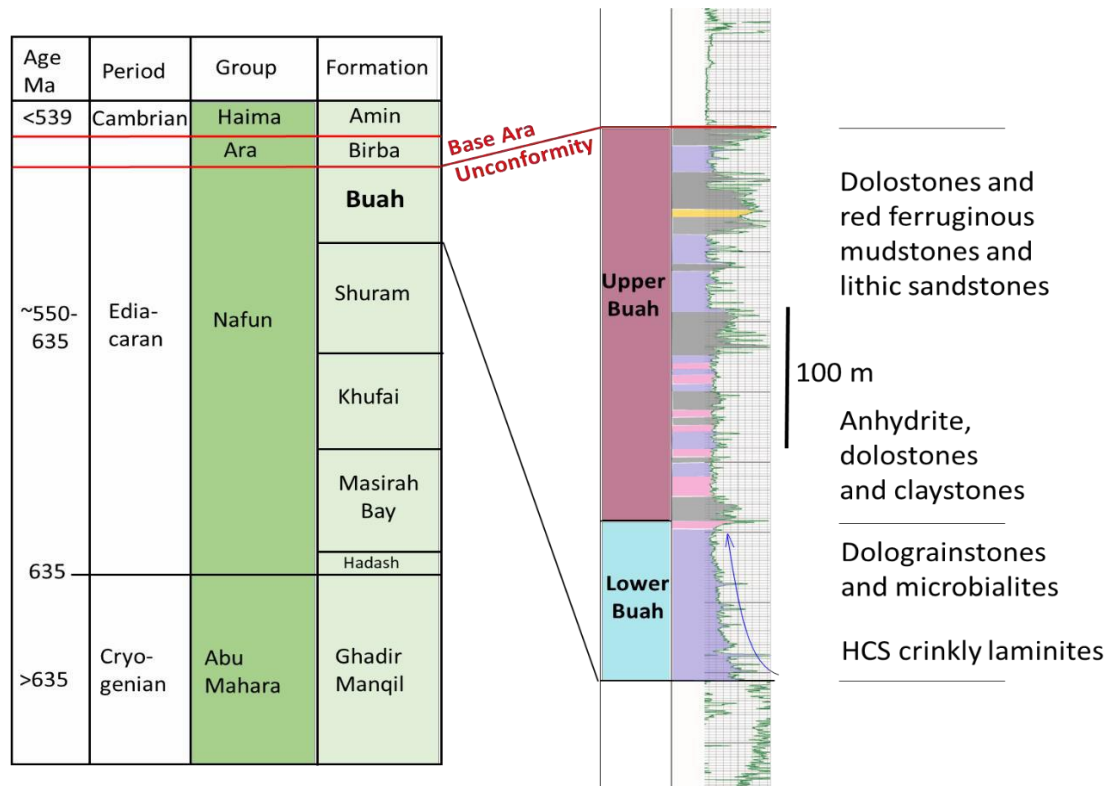 Age
Ma
Period
Group
Formation
<539
Cambrian
Haima
Amin
Ara
Birba
Base Ara
Unconformity
~550-
635
Edia-
caran
Nafun
Buah
Shuram
Khufai
Masirah
Bay
Hadash
635
>635
Cryo-
genian
Abu
Mahara
Ghadir
Manqil
Upper
Buah
Lower
Buah
100 m
Dolostones and
red ferruginous
mudstones and
lithic sandstones
Anhydrite,
dolostones
and claystones
Dolograinstones
and microbialites
HCS crinkly laminites